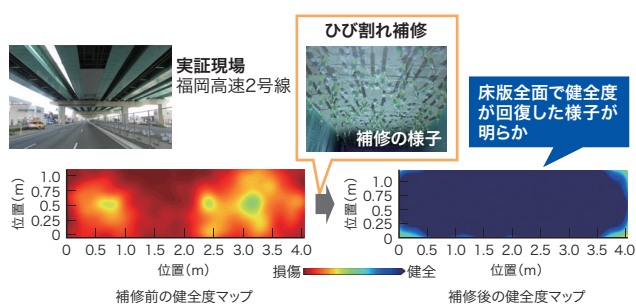 ひび割れ補修
実証現場
福岡高速2号線
補修の様子
床版全面で健全度
が回復した様子が
明らか
位置(m)
1.0
0.75
0.5
0.25
0
0 0.5 1.0 1.5 2.0 2.5 3.0 3.5 4.0
位置(m)
補修前の健全度マップ
損傷 健全
位置(m)
1.0
0.75
0.5
0.25
0
0 0.5 1.0 1.5 2.0 2.5 3.0 3.5 4.0
位置(m)
補修後の健全度マップ